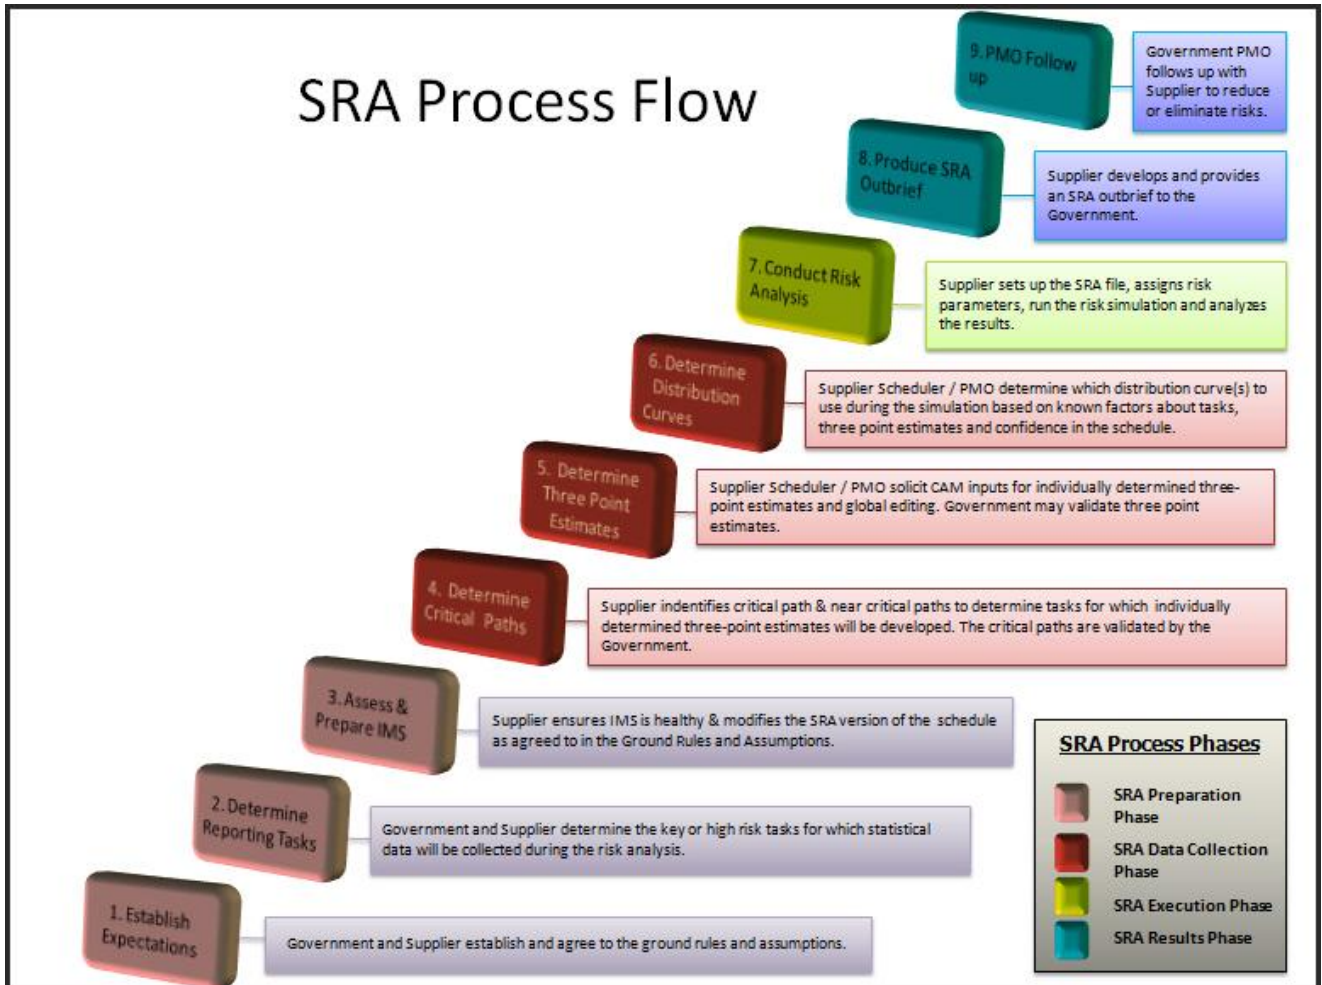 SRA Process Flow
9. PMO Follow
up
Government PMO
follows up with
Supplier to reduce
or eliminate risks.
8. Produce SRA
Outbrief
Supplier develops and provides
an SRA outbrief to the
Government.
7. Conduct Risk
Analysis
Supplier sets up the SRA file, assigns risk
parameters, run the risk simulation and analyzes
the results.
6. Determine
Distribution
Curves
Supplier Scheduler / PMO determine which distribution curve(s) to
use during the simulation based on known factors about tasks,
three point estimates and confidence in the schedule.
5. Determine
Three Point
Estimates
Supplier Scheduler / PMO solicit CAM inputs for individually determined three-
point estimates and global editing. Government may validate three point
estimates.
4. Determine
Critical Paths
Supplier indentifies critical path & near critical paths to determine tasks for which individually
determined three-point estimates will be developed. The critical paths are validated by the
Government.
3. Assess &
Prepare IMS
Supplier ensures IMS is healthy & modifies the SRA version of the schedule
as agreed to in the Ground Rules and Assumptions.
2. Determine
Reporting Tasks
Government and Supplier determine the key or high risk tasks for which statistical
data will be collected during the risk analysis.
1. Establish
Expectations
Government and Supplier establish and agree to the ground rules and assumptions.
SRA Process Phases
SRA Preparation
Phase
SRA Data Collection
Phase
SRA Execution Phase
SRA Results Phase